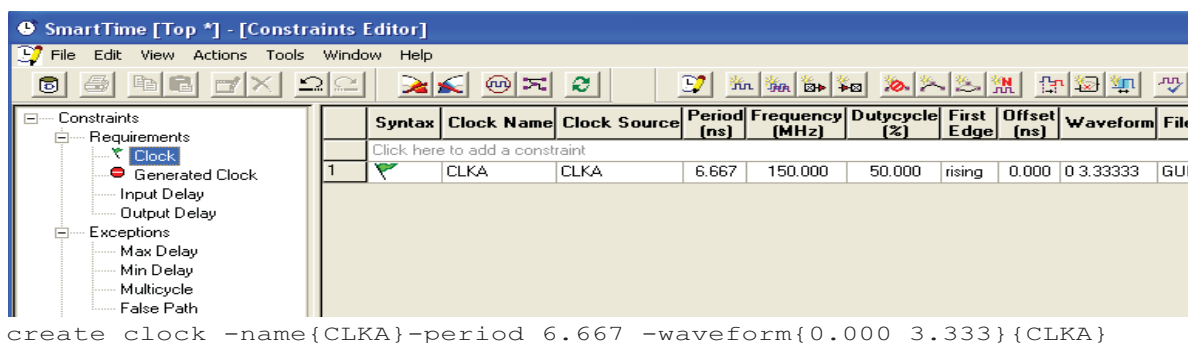 SmartTime [Top *] - [Constraints Editor]
File Edit View Actions Tools Window Help
Constraints
Requirements
Clock
Generated Clock
Input Delay
Output Delay
Exceptions
Max Delay
Min Delay
Multicycle
False Path
Syntax Clock Name Clock Source Period (ns) Frequency (MHz) Dutycycle (%) First Edge Offset (ns) Waveform File
Click here to add a constraint
1 CLKA CLKA 6.667 150.000 50.000 rising 0.000 0 3.33333 GUI
create clock -name{CLKA}-period 6.667 -waveform{0.000 3.333}{CLKA}